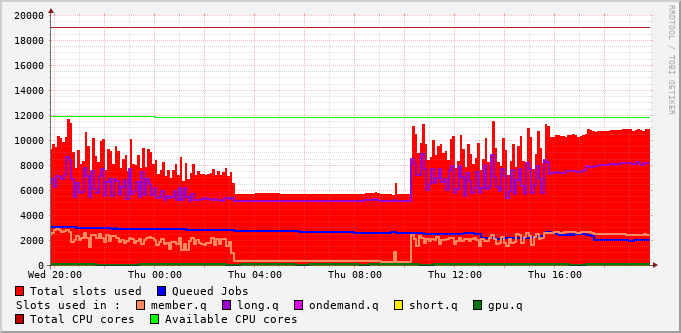 20000
18000
16000
14000
12000
10000
8000
6000
4000
2000
0
Wed 20:00 Thu 00:00 Thu 04:00 Thu 08:00 Thu 12:00 Thu 16:00
Total slots used Queued Jobs
Slots used in : member.q long.q ondemand.q short.q gpu.q
Total CPU cores Available CPU cores
RRDTOOL / TOBI OETIKER